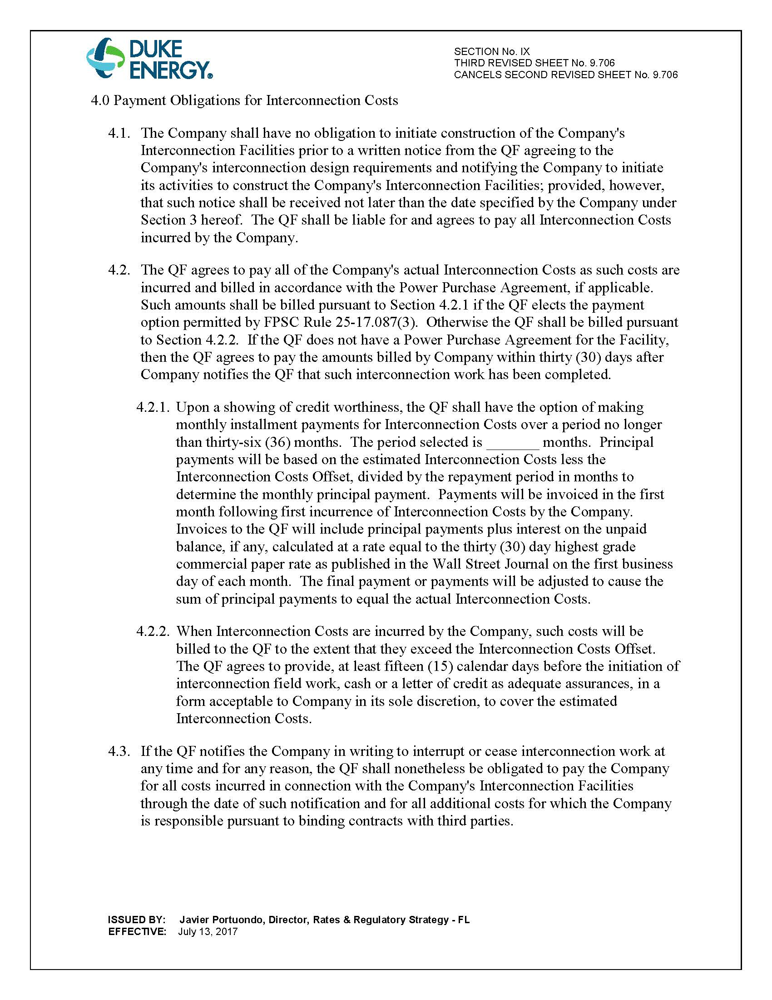 DUKE
ENERGY®
SECTION No. IX
THIRD REVISED SHEET No. 9.706
CANCELS SECOND REVISED SHEET No. 9.706
4.0 Payment Obligations for Interconnection Costs
4.1. The Company shall have no obligation to initiate construction of the Company's
Interconnection Facilities prior to a written notice from the QF agreeing to the
Company's interconnection design requirements and notifying the Company to initiate
its activities to construct the Company's Interconnection Facilities; provided, however,
that such notice shall be received not later than the date specified by the Company under
Section 3 hereof. The QF shall be liable for and agrees to pay all Interconnection Costs
incurred by the Company.
4.2. The QF agrees to pay all of the Company's actual Interconnection Costs as such costs are
incurred and billed in accordance with the Power Purchase Agreement, if applicable.
Such amounts shall be billed pursuant to Section 4.2.1 if the QF elects the payment
option permitted by FPSC Rule 25-17.087(3). Otherwise the QF shall be billed pursuant
to Section 4.2.2. If the QF does not have a Power Purchase Agreement for the Facility,
then the QF agrees to pay the amounts billed by Company within thirty (30) days after
Company notifies the QF that such interconnection work has been completed.
4.2.1. Upon a showing of credit worthiness, the QF shall have the option of making
monthly installment payments for Interconnection Costs over a period no longer
than thirty-six (36) months. The period selected is _______ months. Principal
payments will be based on the estimated Interconnection Costs less the
Interconnection Costs Offset, divided by the repayment period in months to
determine the monthly principal payment. Payments will be invoiced in the first
month following first incurrence of Interconnection Costs by the Company.
Invoices to the QF will include principal payments plus interest on the unpaid
balance, if any, calculated at a rate equal to the thirty (30) day highest grade
commercial paper rate as published in the Wall Street Journal on the first business
day of each month. The final payment or payments will be adjusted to cause the
sum of principal payments to equal the actual Interconnection Costs.
4.2.2. When Interconnection Costs are incurred by the Company, such costs will be
billed to the QF to the extent that they exceed the Interconnection Costs Offset.
The QF agrees to provide, at least fifteen (15) calendar days before the initiation of
interconnection field work, cash or a letter of credit as adequate assurances, in a
form acceptable to Company in its sole discretion, to cover the estimated
Interconnection Costs.
4.3. If the QF notifies the Company in writing to interrupt or cease interconnection work at
any time and for any reason, the QF shall nonetheless be obligated to pay the Company
for all costs incurred in connection with the Company's Interconnection Facilities
through the date of such notification and for all additional costs for which the Company
is responsible pursuant to binding contracts with third parties.
ISSUED BY: Javier Portuondo, Director, Rates & Regulatory Strategy - FL
EFFECTIVE: July 13, 2017